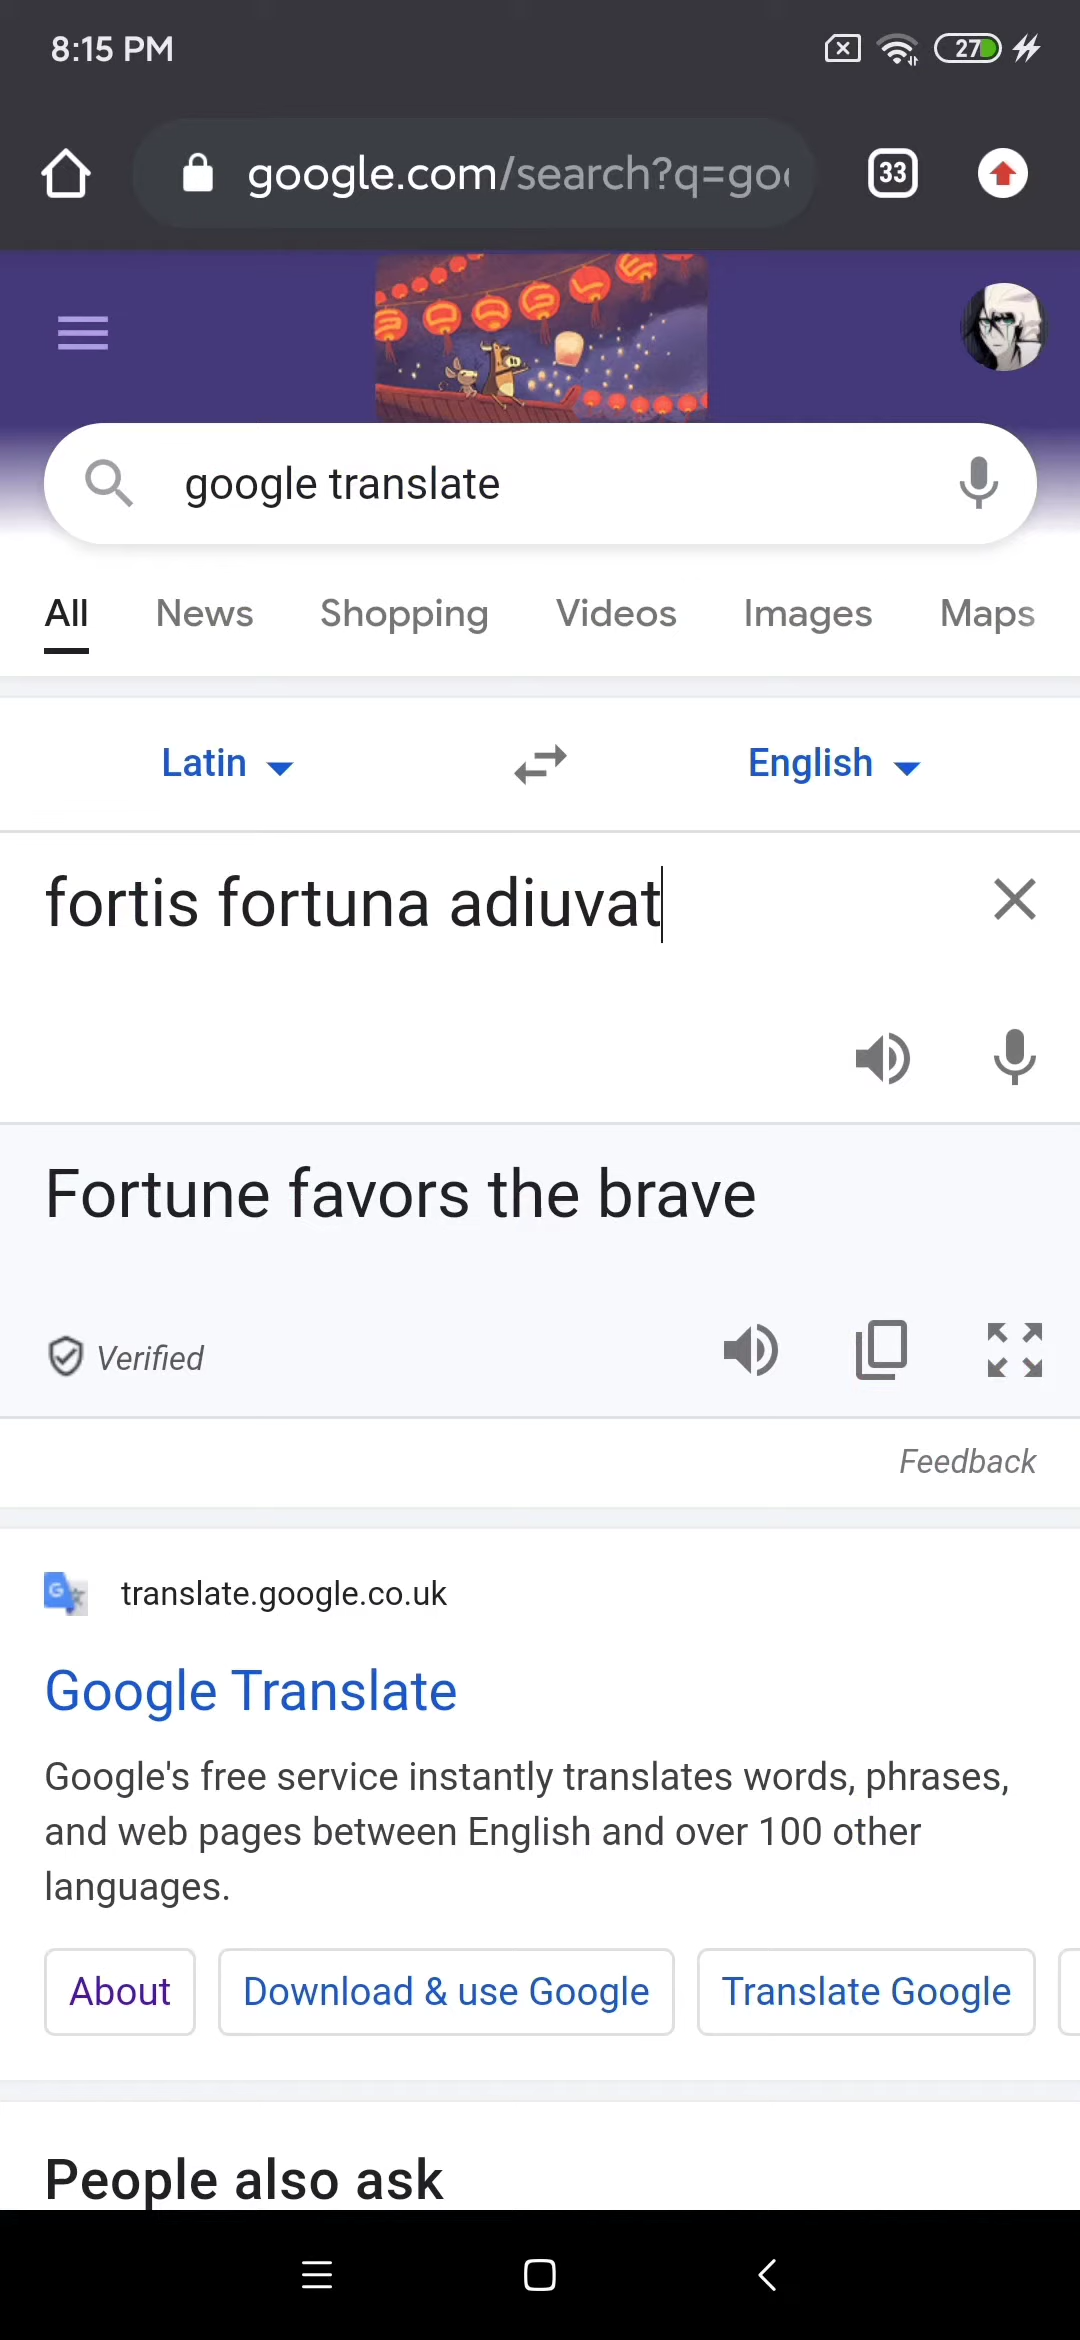 8:15 PM
27
google.com/search?q=goo
33
google translate
All News Shopping Videos Images Maps
Latin English
fortis fortuna adiuvat
Fortune favors the brave
Verified
Feedback
translate.google.co.uk
Google Translate
Google's free service instantly translates words, phrases,
and web pages between English and over 100 other
languages.
About Download & use Google Translate Google
People also ask